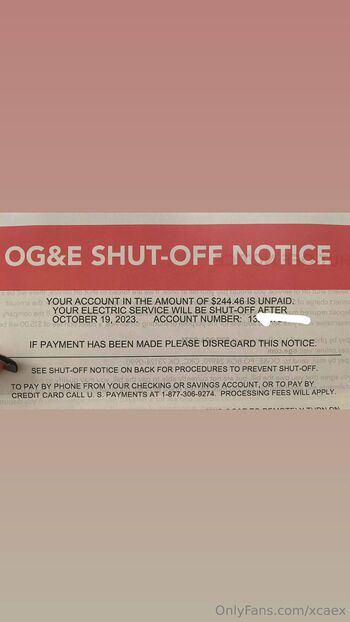 OG&E SHUT-OFF NOTICE
YOUR ACCOUNT IN THE AMOUNT OF $244.46 IS UNPAID.
YOUR ELECTRIC SERVICE WILL BE SHUT-OFF AFTER
OCTOBER 19, 2023. ACCOUNT NUMBER: 13
IF PAYMENT HAS BEEN MADE PLEASE DISREGARD THIS NOTICE.
SEE SHUT-OFF NOTICE ON BACK FOR PROCEDURES TO PREVENT SHUT-OFF.
TO PAY BY PHONE FROM YOUR CHECKING OR SAVINGS ACCOUNT, OR TO PAY BY
CREDIT CARD CALL U. S. PAYMENTS AT 1-877-306-9274. PROCESSING FEES WILL APPLY.
OnlyFans.com/xcaex